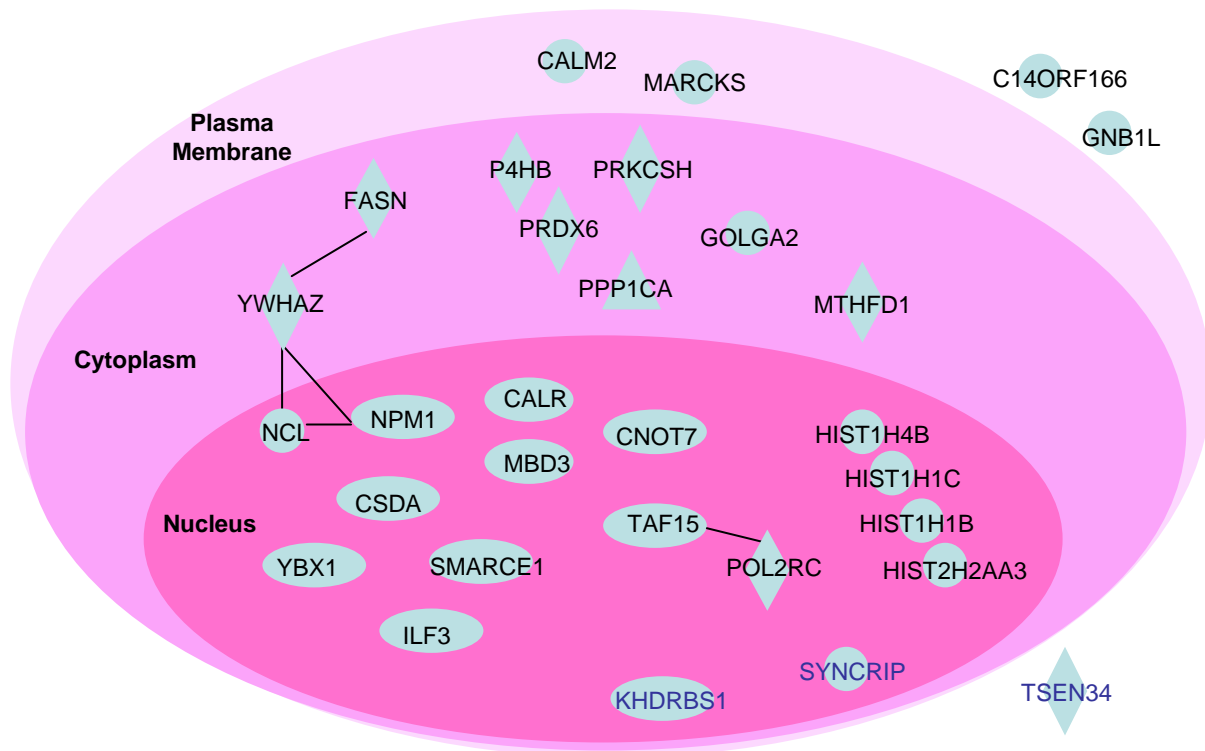 CALM2
MARCKS
C14ORF166
GNB1L
Plasma
Membrane
P4HB
PRKCSH
FASN
PRDX6
GOLGA2
PPP1CA
YWHAZ
MTHFD1
Cytoplasm
CALR
NPM1
NCL
CNOT7
HIST1H4B
MBD3
HIST1H1C
CSDA
Nucleus
TAF15
HIST1H1B
YBX1
SMARCE1
POL2RC
HIST2H2AA3
ILF3
SYNCRIP
KHDRBS1
TSEN34